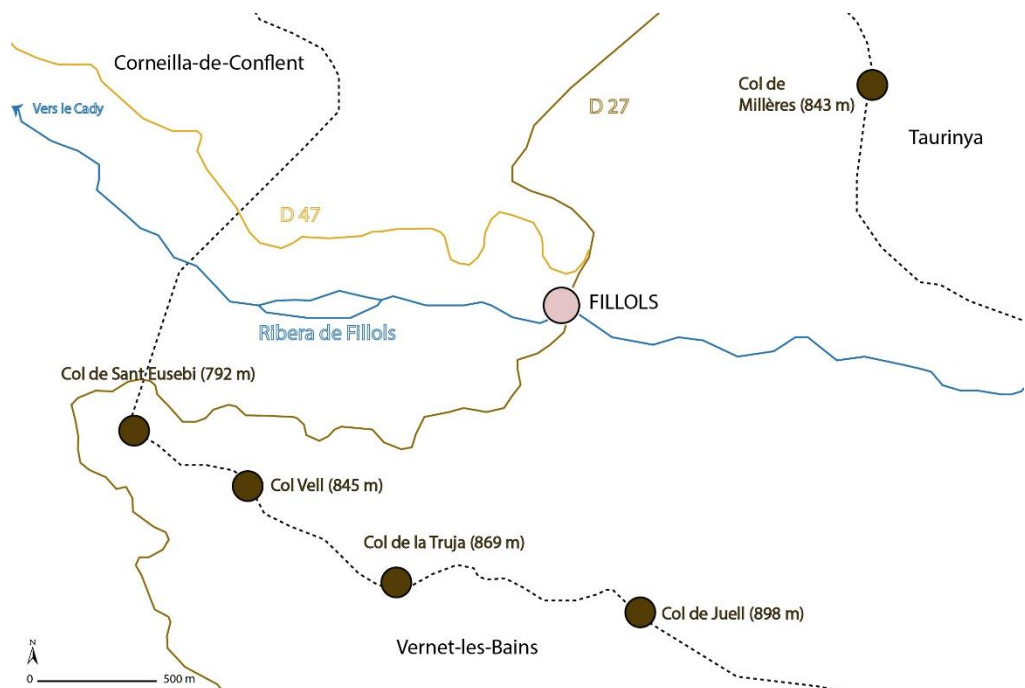 Corneilla-de-Conflent
Col de
Millères (843 m)
Vers le Cady
D 27
Taurinya
D 47
FILLOLS
Ribera de Fillols
Col de Sant Eusebi (792 m)
Col Vell (845 m)
Col de la Truja (869 m)
Col de Juell (898 m)
Vernet-les-Bains
N
0 500 m